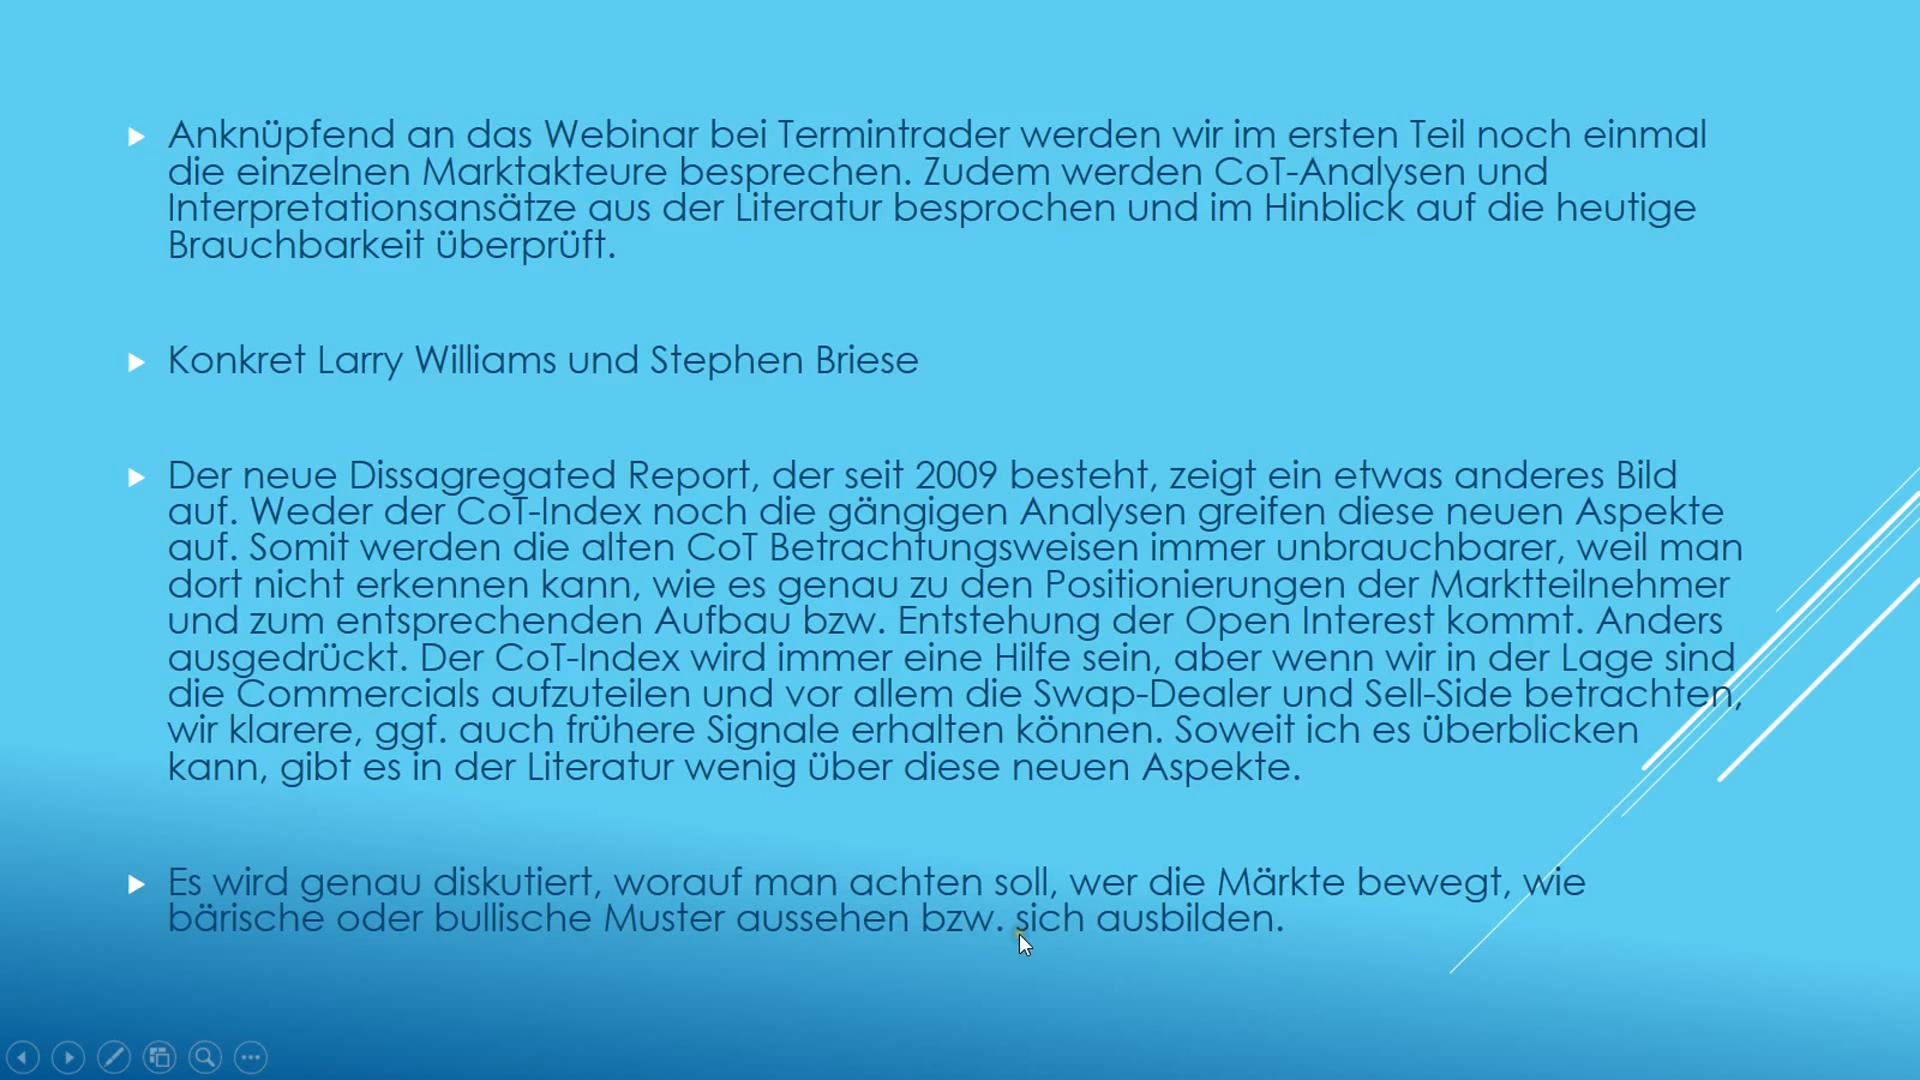 Anknüpfend an das Webinar bei Termintrader werden wir im ersten Teil noch einmal
die einzelnen Marktakteure besprechen. Zudem werden CoT-Analysen und
Interpretationsansätze aus der Literatur besprochen und im Hinblick auf die heutige
Brauchbarkeit überprüft.
Konkret Larry Williams und Stephen Briese
Der neue Dissagregated Report, der seit 2009 besteht, zeigt ein etwas anderes Bild
auf. Weder der CoT-Index noch die gängigen Analysen greifen diese neuen Aspekte
auf. Somit werden die alten CoT Betrachtungsweisen immer unbrauchbarer, weil man
dort nicht erkennen kann, wie es genau zu den Positionierungen der Marktteilnehmer
und zum entsprechenden Aufbau bzw. Entstehung der Open Interest kommt. Anders
ausgedrückt. Der CoT-Index wird immer eine Hilfe sein, aber wenn wir in der Lage sind
die Commercials aufzuteilen und vor allem die Swap-Dealer und Sell-Side betrachten,
wir klarere, ggf. auch frühere Signale erhalten können. Soweit ich es überblicken
kann, gibt es in der Literatur wenig über diese neuen Aspekte.
Es wird genau diskutiert, worauf man achten soll, wer die Märkte bewegt, wie
bärische oder bullische Muster aussehen bzw. sich ausbilden.